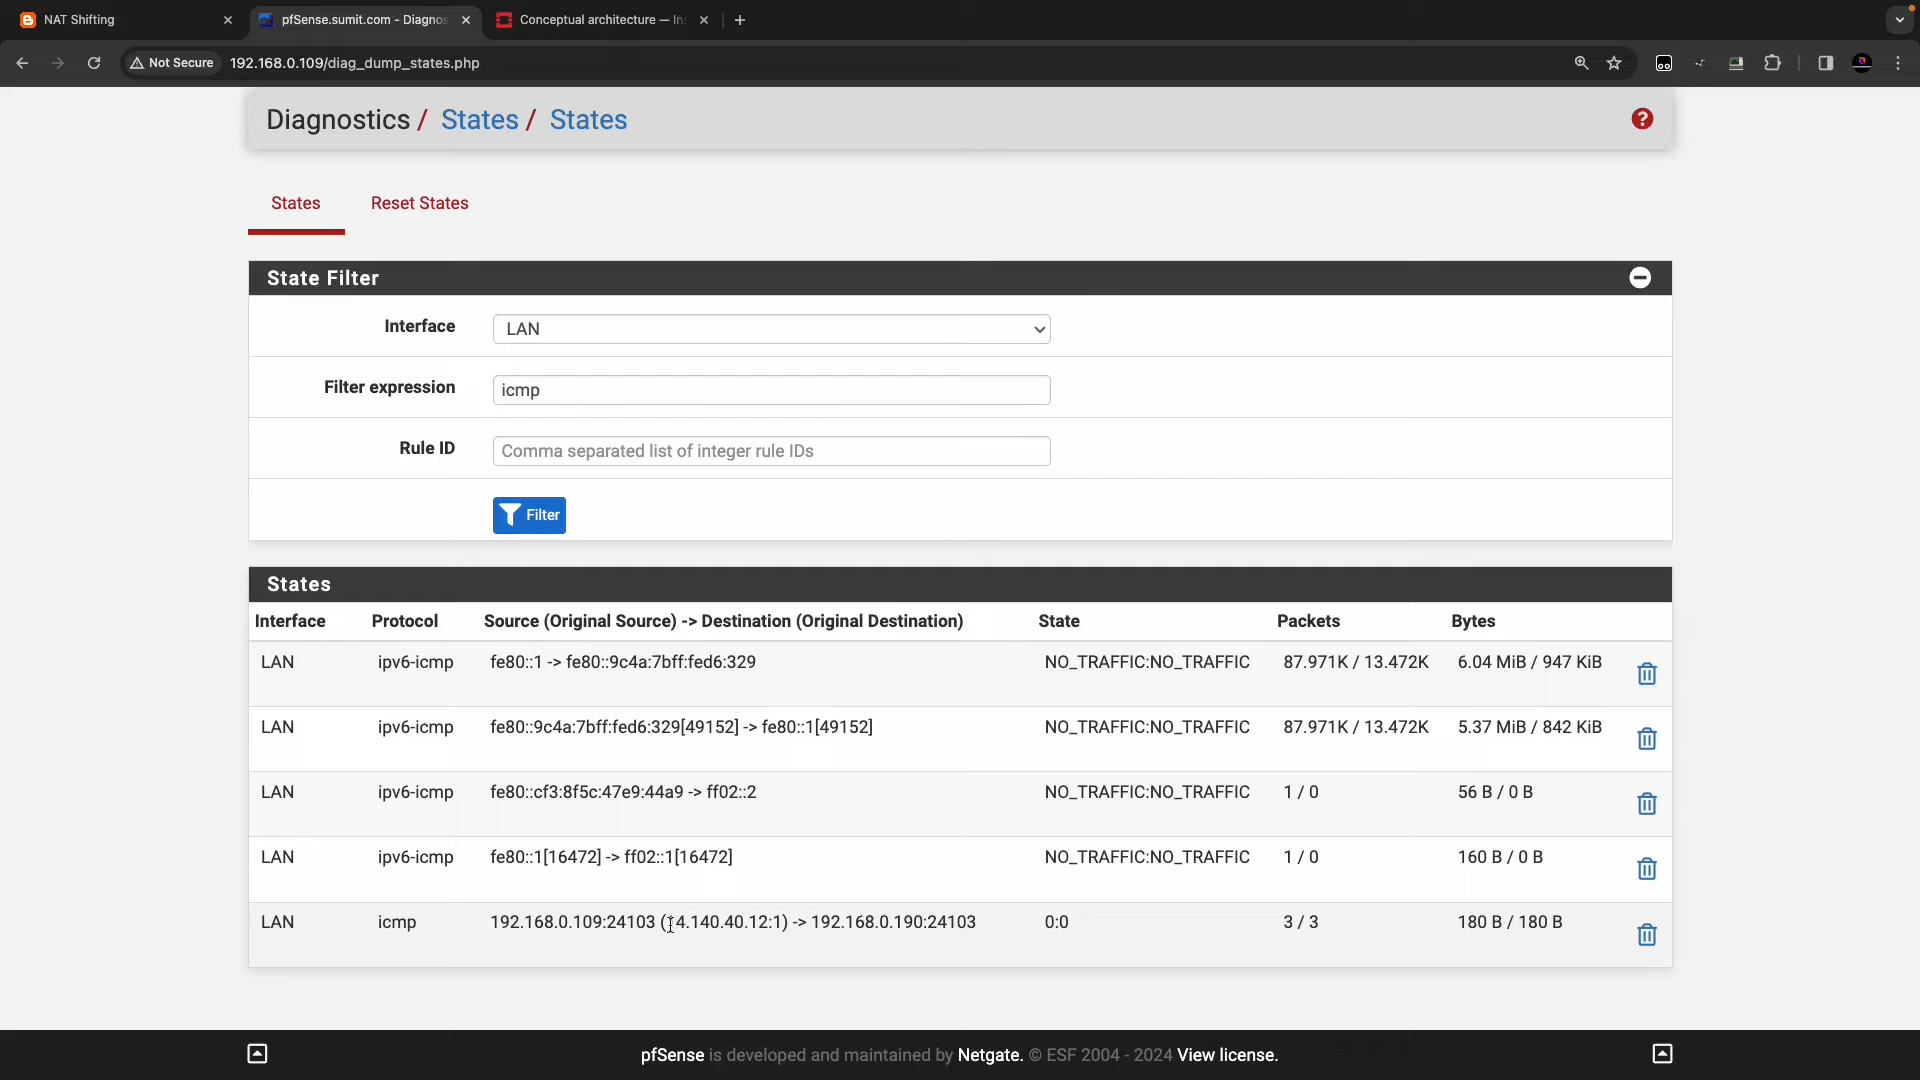 NAT Shifting
pfSense.sumit.com - Diagnos
Conceptual architecture — In
Not Secure 192.168.0.109/diag_dump_states.php
Diagnostics / States / States
States Reset States
State Filter
Interface LAN
Filter expression icmp
Rule ID Comma separated list of integer rule IDs
Filter
States
Interface Protocol Source (Original Source) -> Destination (Original Destination) State Packets Bytes
LAN ipv6-icmp fe80::1 -> fe80::9c4a:7bff:fed6:329 NO_TRAFFIC:NO_TRAFFIC 87.971K / 13.472K 6.04 MiB / 947 KiB
LAN ipv6-icmp fe80::9c4a:7bff:fed6:329[49152] -> fe80::1[49152] NO_TRAFFIC:NO_TRAFFIC 87.971K / 13.472K 5.37 MiB / 842 KiB
LAN ipv6-icmp fe80::cf3:8f5c:47e9:44a9 -> ff02::2 NO_TRAFFIC:NO_TRAFFIC 1 / 0 56 B / 0 B
LAN ipv6-icmp fe80::1[16472] -> ff02::1[16472] NO_TRAFFIC:NO_TRAFFIC 1 / 0 160 B / 0 B
LAN icmp 192.168.0.109:24103 (14.140.40.12:1) -> 192.168.0.190:24103 0:0 3 / 3 180 B / 180 B
pfSense is developed and maintained by Netgate. © ESF 2004 - 2024 View license.